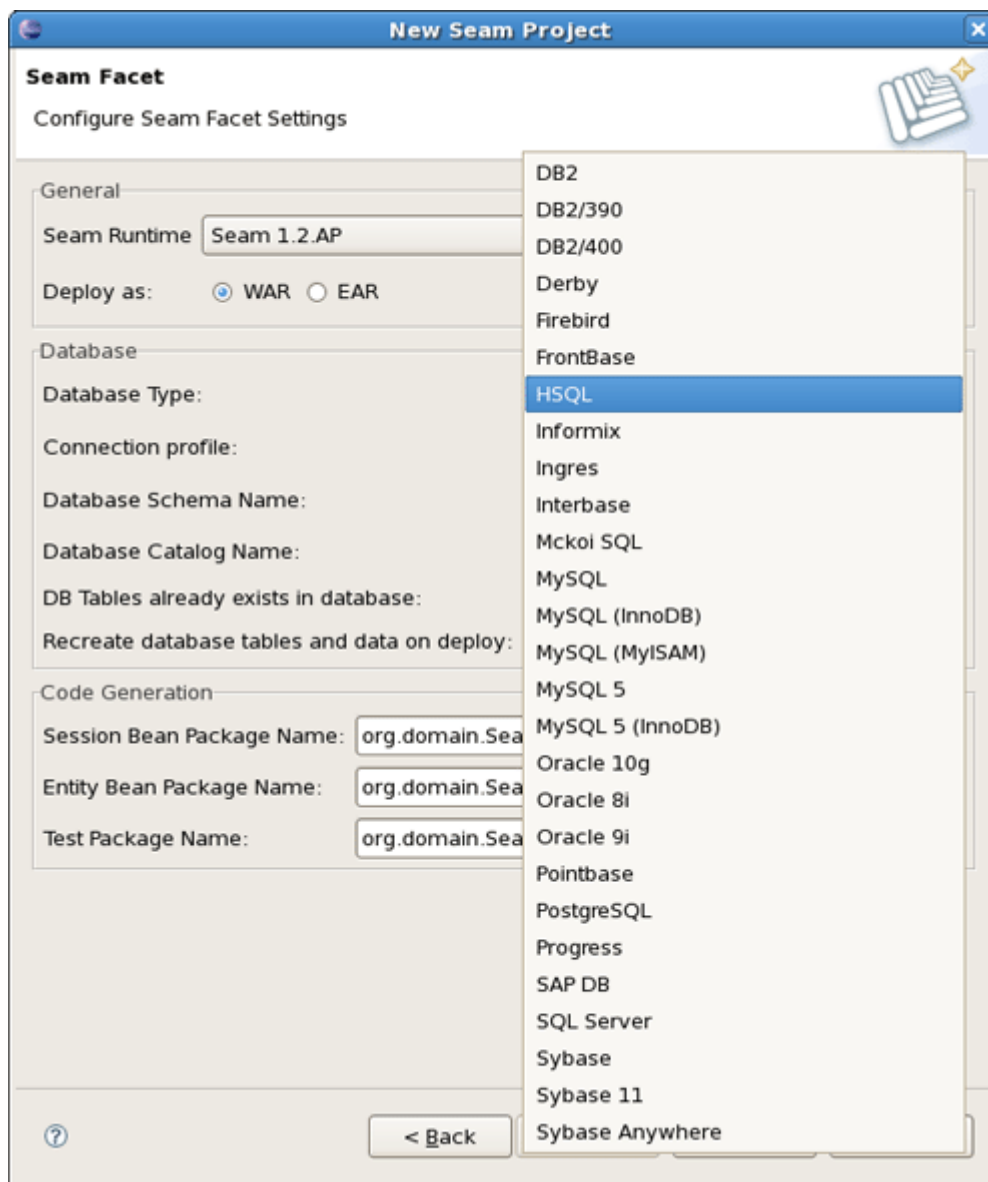 New Seam Project
Seam Facet
Configure Seam Facet Settings
General
Seam Runtime Seam 1.2.AP
Deploy as: WAR EAR
Database
Database Type:
Connection profile:
Database Schema Name:
Database Catalog Name:
DB Tables already exists in database:
Recreate database tables and data on deploy:
Code Generation
Session Bean Package Name: org.domain.Sea
Entity Bean Package Name: org.domain.Sea
Test Package Name: org.domain.Sea
DB2
DB2/390
DB2/400
Derby
Firebird
FrontBase
HSQL
Informix
Ingres
Interbase
Mckoi SQL
MySQL
MySQL (InnoDB)
MySQL (MyISAM)
MySQL 5
MySQL 5 (InnoDB)
Oracle 10g
Oracle 8i
Oracle 9i
Pointbase
PostgreSQL
Progress
SAP DB
SQL Server
Sybase
Sybase 11
Sybase Anywhere
? < Back